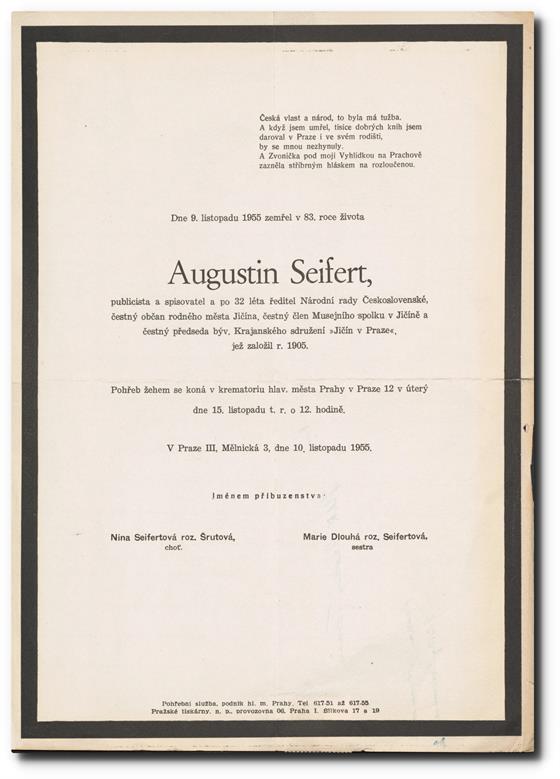 Česká vlast a národ, to byla má tužba.
A když jsem umřel, tisíce dobrých knih jsem
daroval v Praze i ve svém rodišti,
by se mnou nezhynuly.
A Zvonička pod mojí Vyhlídkou na Prachově
zazněla stříbrným hláskem na rozloučenou.
Dne 9. listopadu 1955 zemřel v 83. roce života
Augustin Seifert,
publicista a spisovatel a po 32 léta ředitel Národní rady Československé,
čestný občan rodného města Jičína, čestný člen Musejního spolku v Jičíně a
čestný předseda býv. Krajanského sdružení »Jičín v Praze«,
jež založil r. 1905.
Pohřeb žehem se koná v krematoriu hlav. města Prahy v Praze 12 v úterý
dne 15. listopadu t. r. o 12. hodině.
V Praze III, Mělnická 3, dne 10. listopadu 1955.
Jménem příbuzenstva
Nina Seifertová roz. Šrutová,
choť.
Marie Dlouhá roz. Seifertová,
sestra
Pohřební služba, podnik hl. m. Prahy. Tel 617-51 až 617-55
Pražské tiskárny, n. p., provozovna 06, Praha I. Šlikova 17 a 19